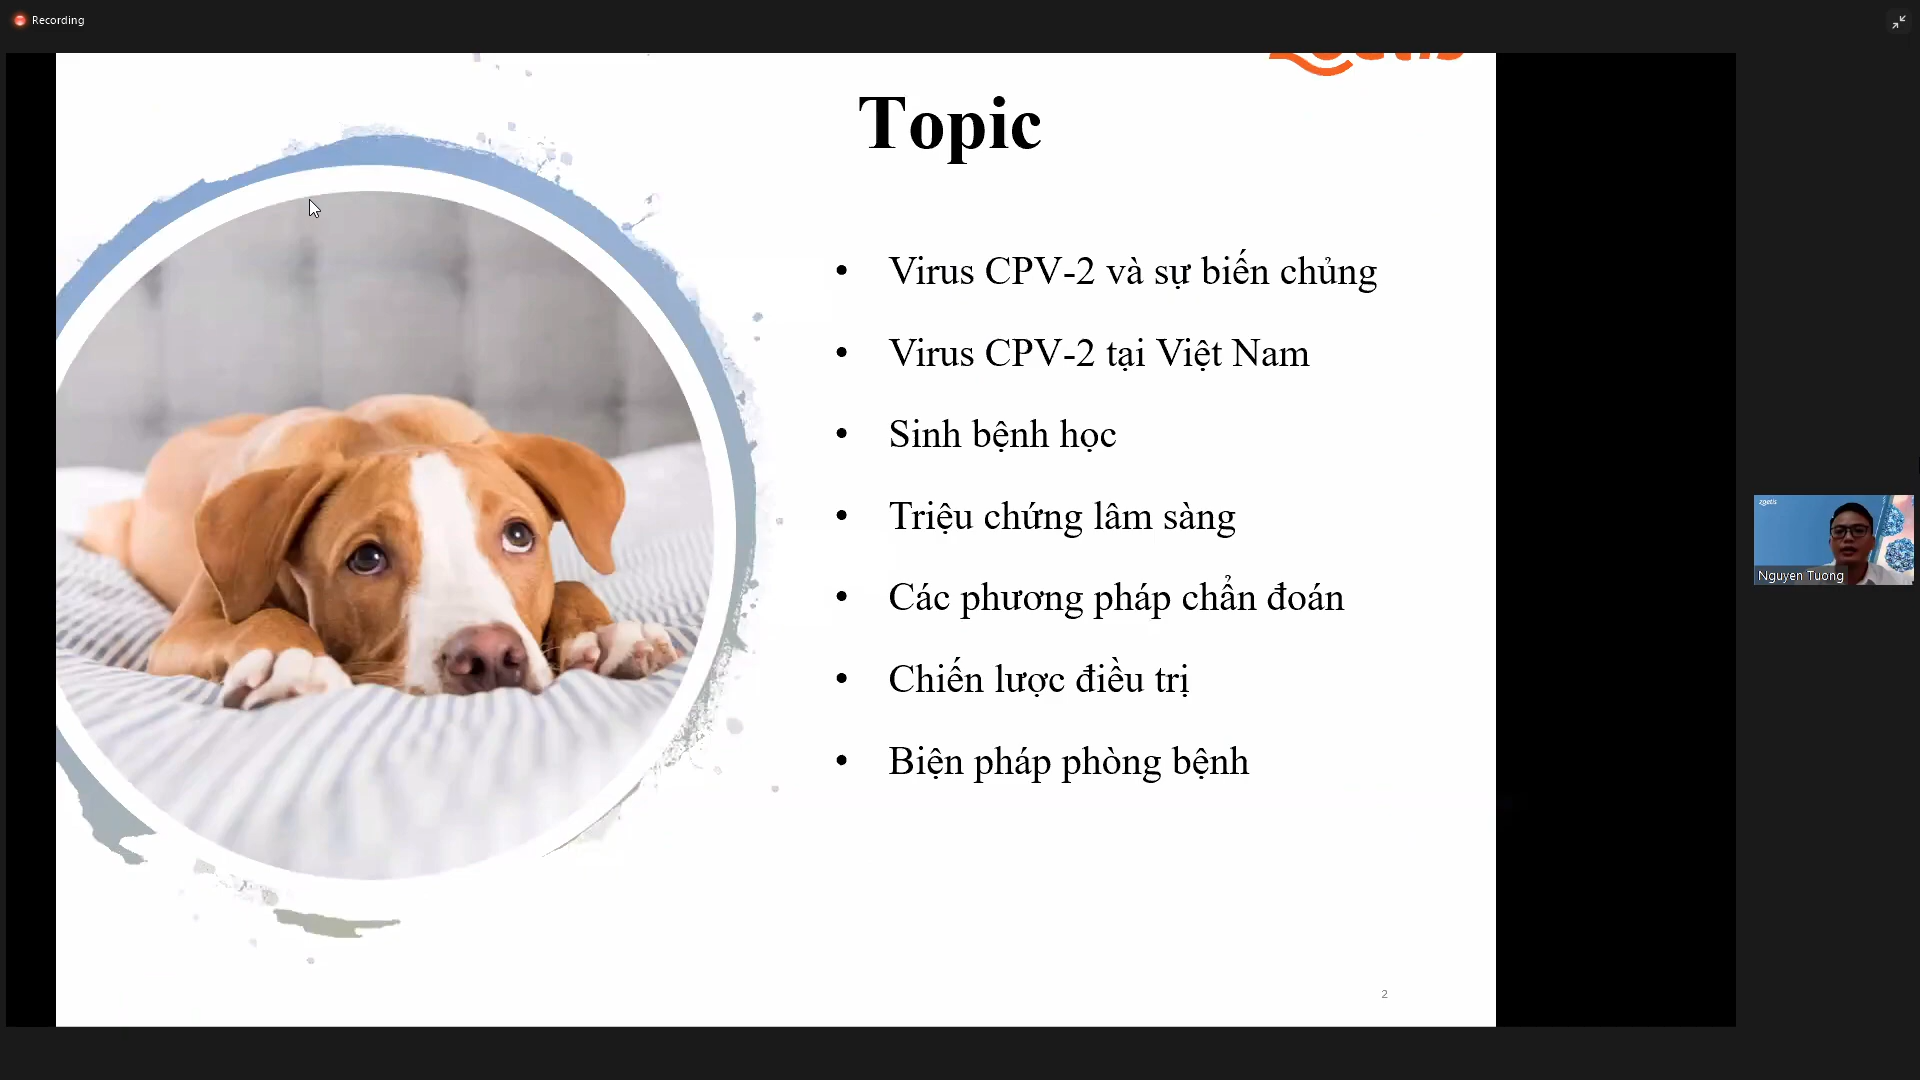 Recording
zoetis
Topic
• Virus CPV-2 và sự biến chủng
• Virus CPV-2 tại Việt Nam
• Sinh bệnh học
• Triệu chứng lâm sàng
• Các phương pháp chẩn đoán
• Chiến lược điều trị
• Biện pháp phòng bệnh
zoetis
Nguyen Tuong
2